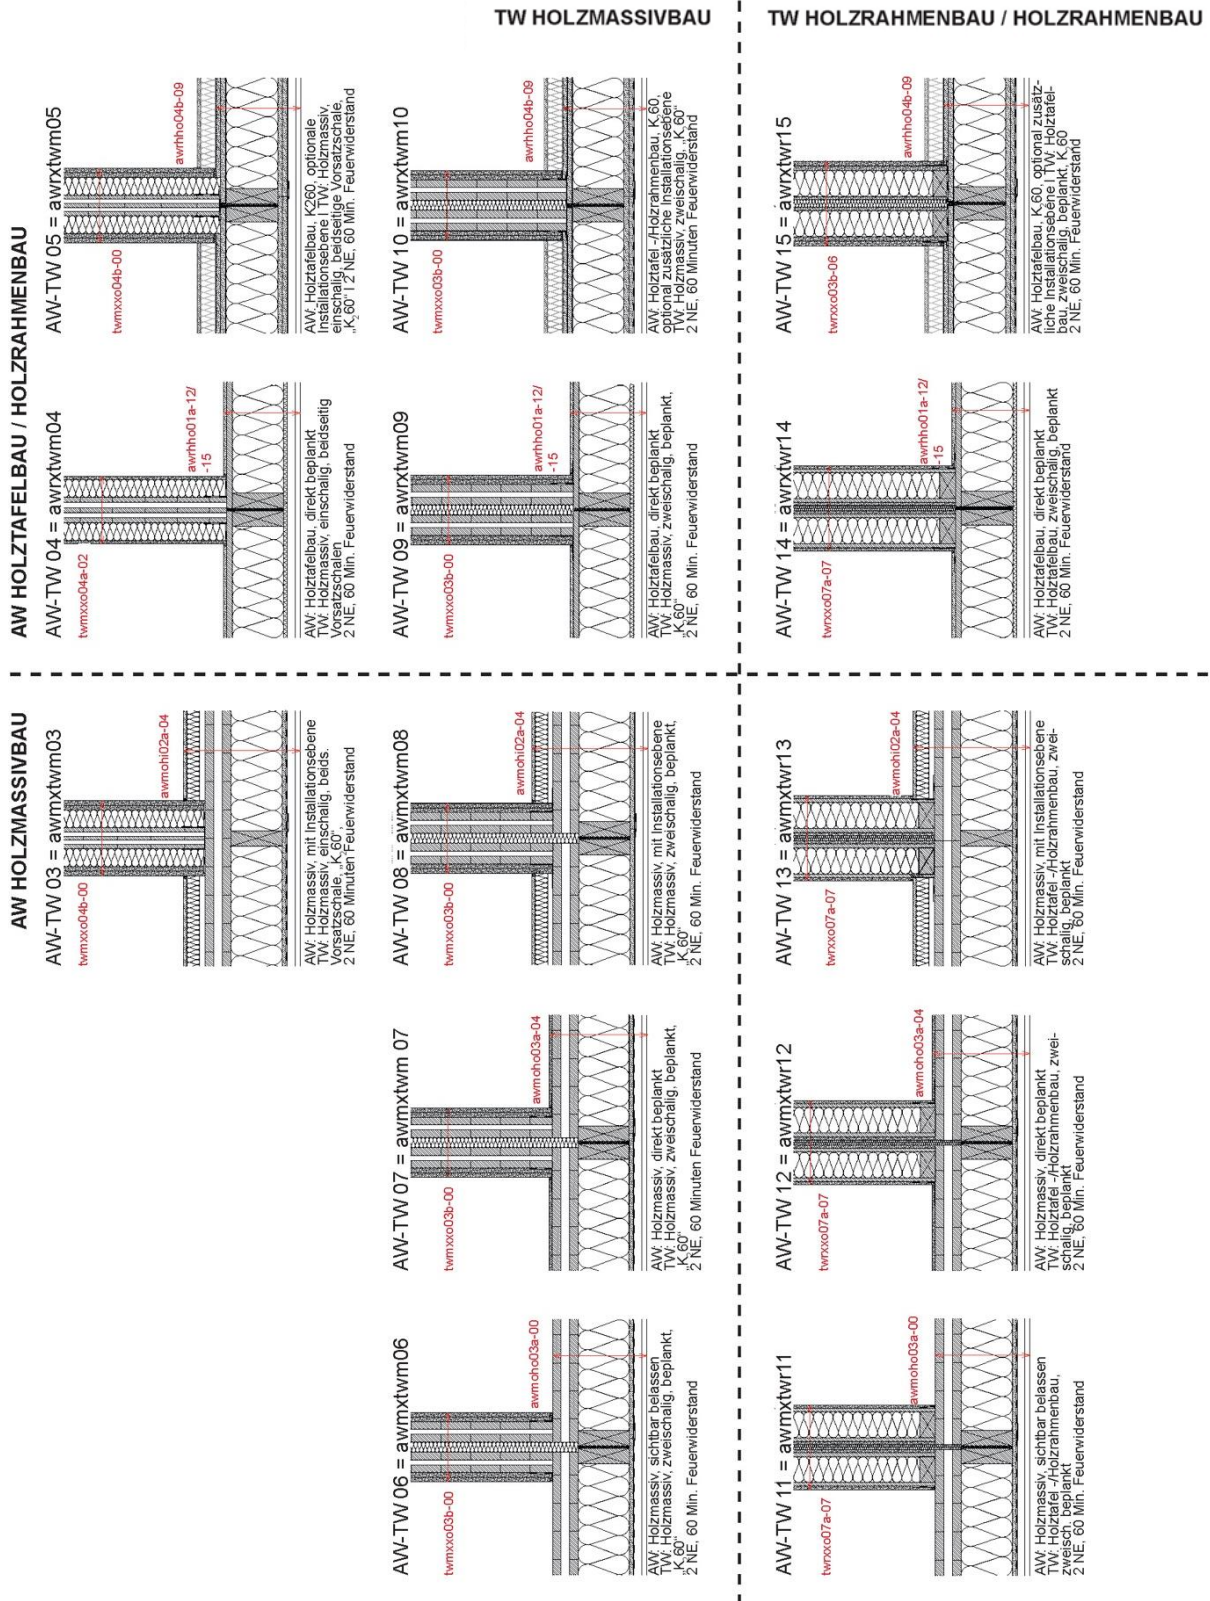 TW HOLZMASSIVBAU
TW HOLZRAHMENBAU / HOLZRAHMENBAU
AW HOLZMASSIVBAU
AW HOLZTAFELBAU / HOLZRAHMENBAU
AW-TW 03 = awmxtwm03
twmxxo04b-00
awmohi02a-04
AW: Holzmassiv, mit Installationsebene
TW: Holzmassiv, einschalig, beids.
Vorsatzschale, „K₂60“,
2 NE, 60 Minuten Feuerwiderstand
AW-TW 04 = awrxtwm04
twmxxo04a-02
awrhho01a-12/
-15
AW: Holztafelbau, direkt beplankt
TW: Holzmassiv, einschalig, beidseitig
Vorsatzschalen
2 NE, 60 Min. Feuerwiderstand
AW-TW 05 = awrxtwm05
twmxxo04b-00
awrhho04b-09
AW: Holztafelbau, K260, optionale
Installationsebene I TW: Holzmassiv,
einschalig, beidseitige Vorsatzschale,
„K₂60“ I 2 NE, 60 Min. Feuerwiderstand
AW-TW 06 = awmxtwm06
twmxxo03b-00
awmoho03a-00
AW: Holzmassiv, sichtbar belassen
TW: Holzmassiv, zweischalig, beplankt,
„K₂60“
2 NE, 60 Min. Feuerwiderstand
AW-TW 07 = awmxtwm 07
twmxxo03b-00
awmoho03a-04
AW: Holzmassiv, direkt beplankt
TW: Holzmassiv, zweischalig, beplankt,
„K₂60“
2 NE, 60 Minuten Feuerwiderstand
AW-TW 08 = awmxtwm08
twmxxo03b-00
awmohi02a-04
AW: Holzmassiv, mit Installationsebene
TW: Holzmassiv, zweischalig, beplankt,
„K₂60“
2 NE, 60 Min. Feuerwiderstand
AW-TW 09 = awrxtwm09
twmxxo03b-00
awrhho01a-12/
-15
AW: Holztafelbau, direkt beplankt
TW: Holzmassiv, zweischalig, beplankt,
„K₂60“
2 NE, 60 Min. Feuerwiderstand
AW-TW 10 = awrxtwm10
twmxxo03b-00
awrhho04b-09
AW: Holztafel -/Holzrahmenbau, K₂60,
optional zusätzliche Installationsebene
TW: Holzmassiv, zweischalig, „K₂60“
2 NE, 60 Minuten Feuerwiderstand
AW-TW 11 = awmxtwr11
twrxxo07a-07
awmoho03a-00
AW: Holzmassiv, sichtbar belassen
TW: Holztafel -/Holzrahmenbau,
zweisch. beplankt
2 NE, 60 Min. Feuerwiderstand
AW-TW 12 = awmxtwr12
twrxxo07a-07
awmoho03a-04
AW: Holzmassiv, direkt beplankt
TW: Holztafel -/Holzrahmenbau, zwei-
schalig, beplankt
2 NE, 60 Min. Feuerwiderstand
AW-TW 13 = awmxtwr13
twrxxo07a-07
awmohi02a-04
AW: Holzmassiv, mit Installationsebene
TW: Holztafel -/Holzrahmenbau, zwei-
schalig, beplankt
2 NE, 60 Min. Feuerwiderstand
AW-TW 14 = awrxtwr14
twrxxo07a-07
awrhho01a-12/
-15
AW: Holztafelbau, direkt beplankt
TW: Holztafelbau, zweischalig, beplankt
2 NE, 60 Min. Feuerwiderstand
AW-TW 15 = awrxtwr15
twrxxo03b-06
awrhho04b-09
AW: Holztafelbau, K₂60, optional zusätz-
liche Installationsebene I TW: Holztafel-
bau, zweischalig, beplankt, K₂60
2 NE, 60 Min. Feuerwiderstand